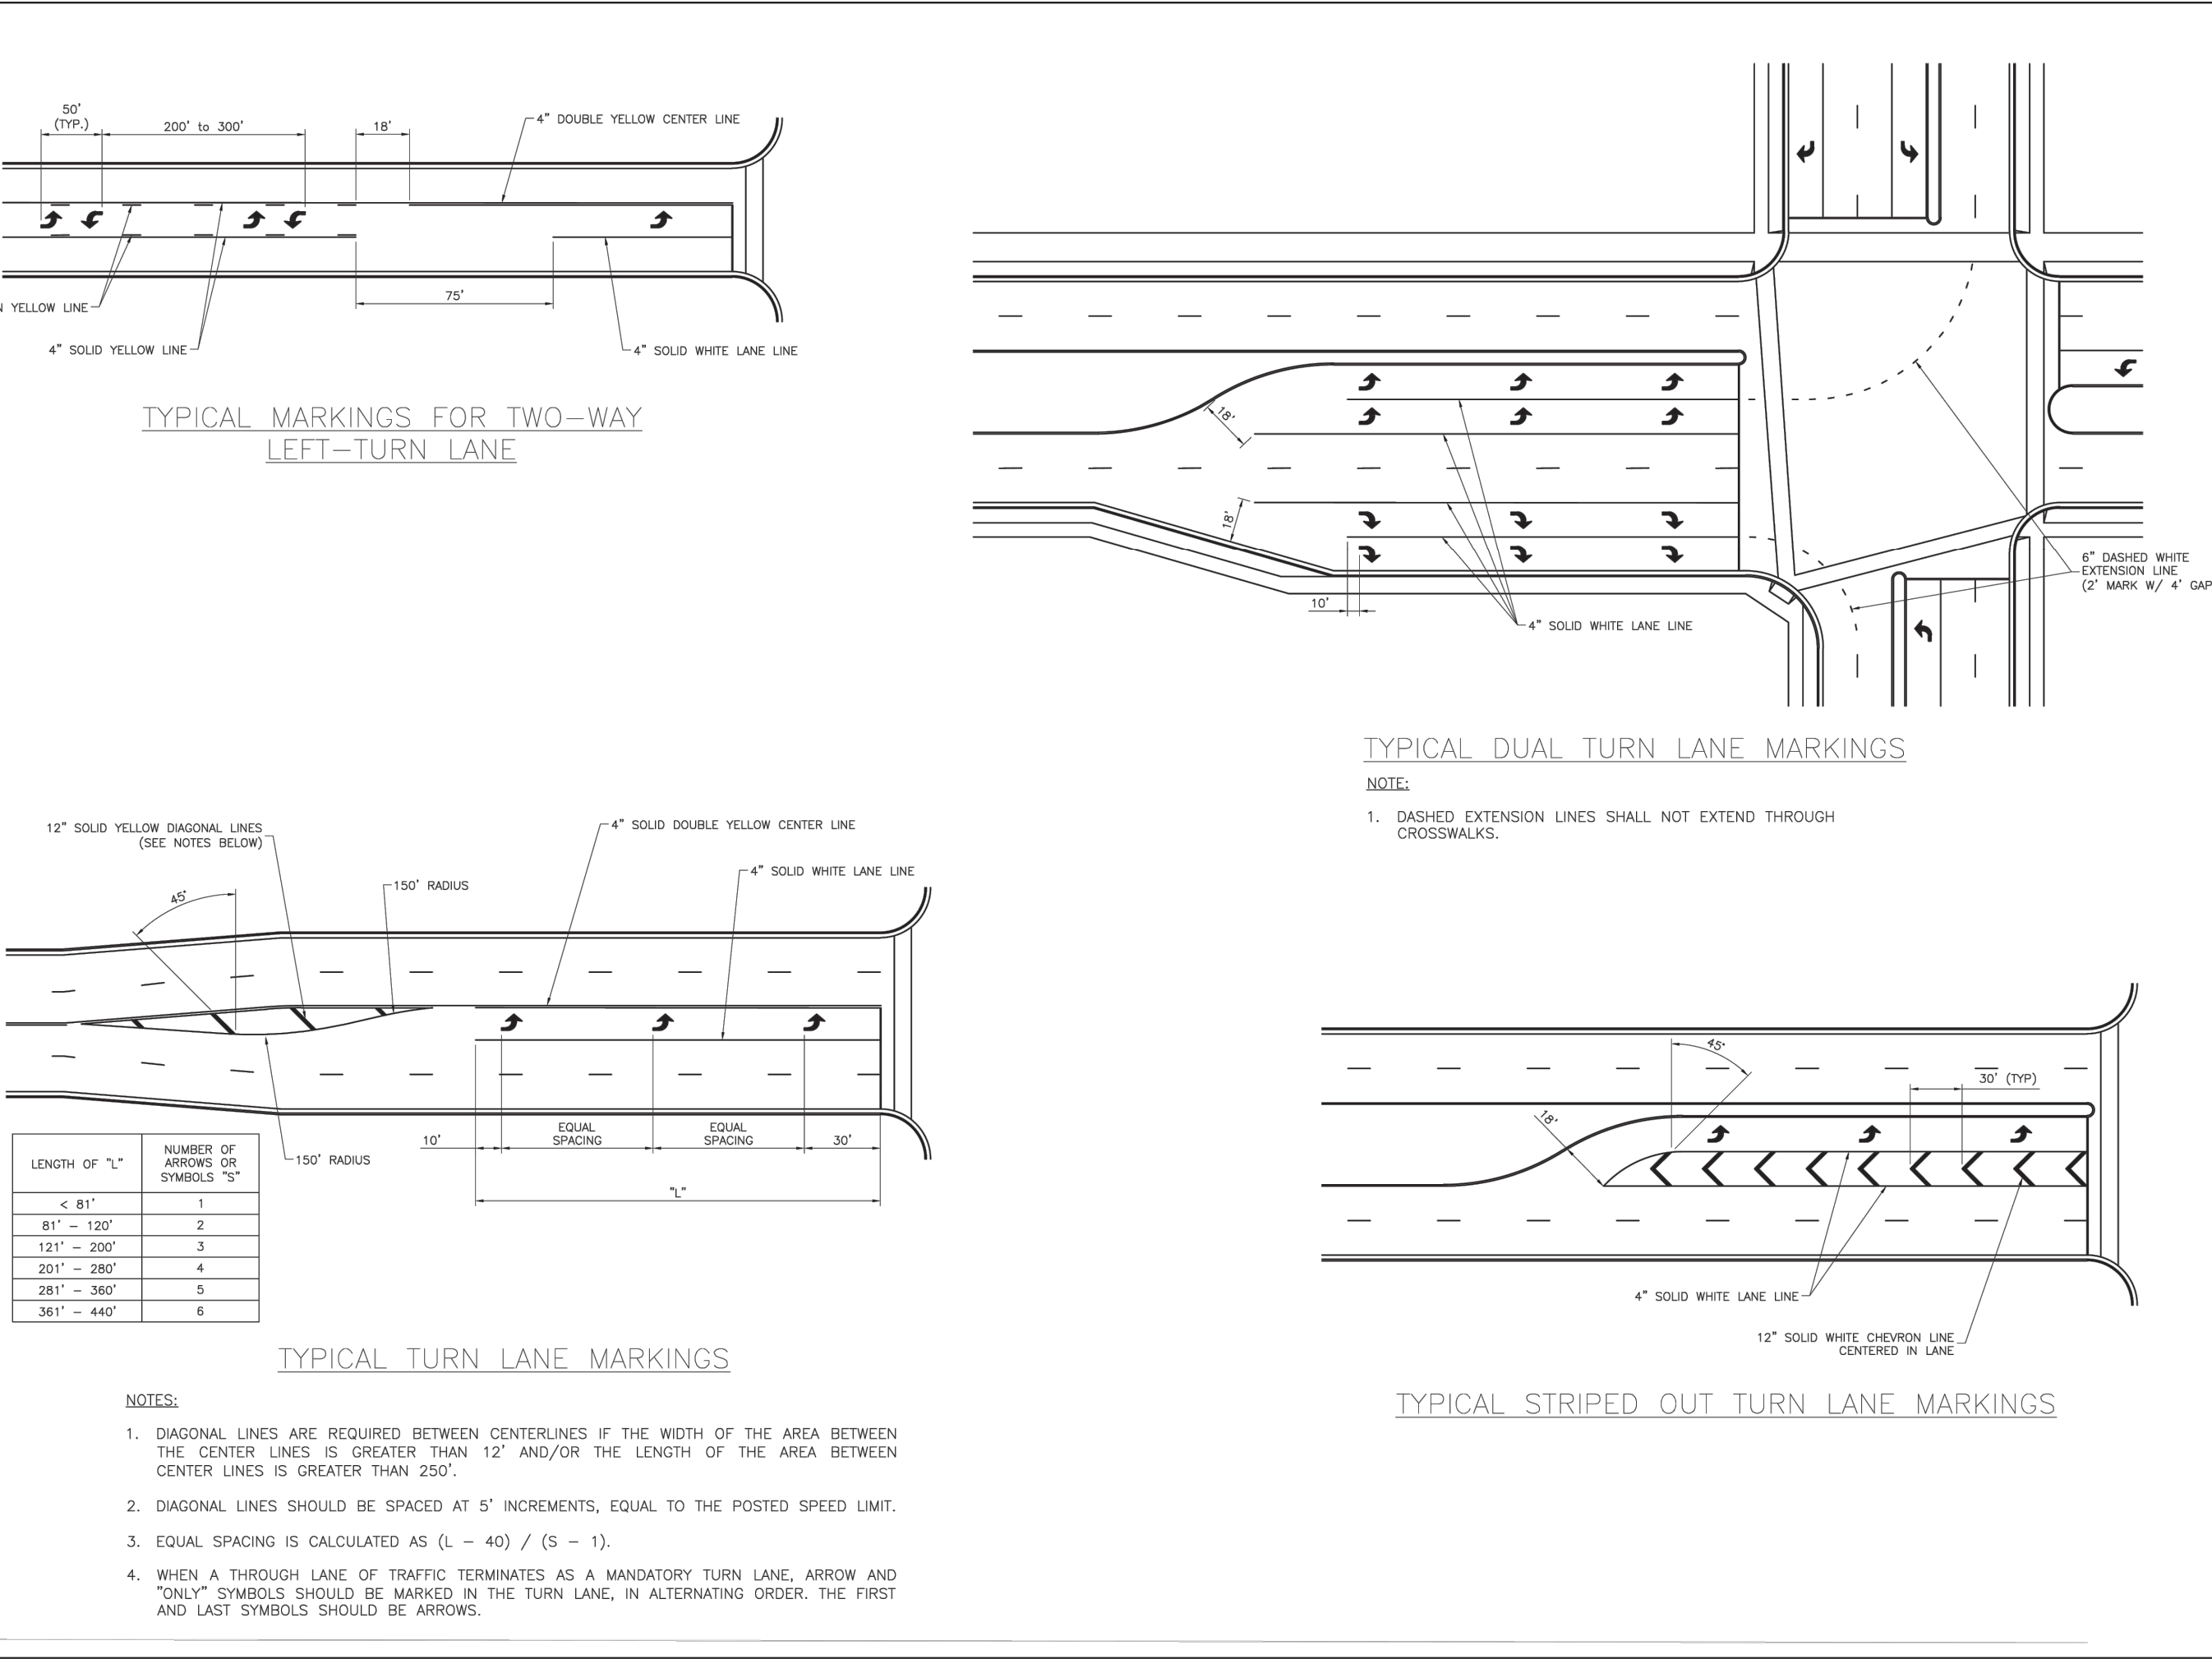 50'
(TYP.)
200' to 300'
18'
4" DOUBLE YELLOW CENTER LINE
75'
YELLOW LINE
4" SOLID YELLOW LINE
4" SOLID WHITE LANE LINE
TYPICAL MARKINGS FOR TWO-WAY
LEFT-TURN LANE
18'
18'
10'
4" SOLID WHITE LANE LINE
6" DASHED WHITE
EXTENSION LINE
(2' MARK W/ 4' GAP
TYPICAL DUAL TURN LANE MARKINGS
NOTE:
1. DASHED EXTENSION LINES SHALL NOT EXTEND THROUGH
CROSSWALKS.
12" SOLID YELLOW DIAGONAL LINES
(SEE NOTES BELOW)
45°
150' RADIUS
4" SOLID DOUBLE YELLOW CENTER LINE
4" SOLID WHITE LANE LINE
150' RADIUS
10'
EQUAL
SPACING
EQUAL
SPACING
30'
"L"
LENGTH OF "L"
NUMBER OF
ARROWS OR
SYMBOLS "S"
< 81' 1
81' - 120' 2
121' - 200' 3
201' - 280' 4
281' - 360' 5
361' - 440' 6
TYPICAL TURN LANE MARKINGS
NOTES:
1. DIAGONAL LINES ARE REQUIRED BETWEEN CENTERLINES IF THE WIDTH OF THE AREA BETWEEN
THE CENTER LINES IS GREATER THAN 12' AND/OR THE LENGTH OF THE AREA BETWEEN
CENTER LINES IS GREATER THAN 250'.
2. DIAGONAL LINES SHOULD BE SPACED AT 5' INCREMENTS, EQUAL TO THE POSTED SPEED LIMIT.
3. EQUAL SPACING IS CALCULATED AS (L - 40) / (S - 1).
4. WHEN A THROUGH LANE OF TRAFFIC TERMINATES AS A MANDATORY TURN LANE, ARROW AND
"ONLY" SYMBOLS SHOULD BE MARKED IN THE TURN LANE, IN ALTERNATING ORDER. THE FIRST
AND LAST SYMBOLS SHOULD BE ARROWS.
45°
30' (TYP)
18'
4" SOLID WHITE LANE LINE
12" SOLID WHITE CHEVRON LINE
CENTERED IN LANE
TYPICAL STRIPED OUT TURN LANE MARKINGS